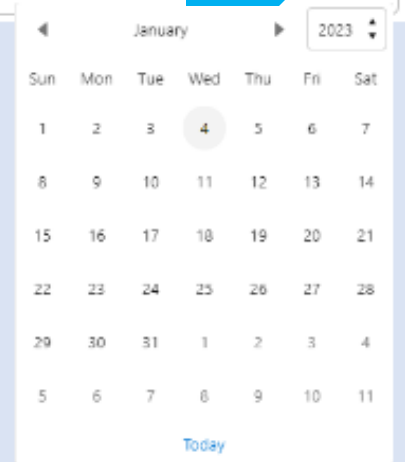 January 2023
Sun Mon Tue Wed Thu Fri Sat
1 2 3 4 5 6 7
8 9 10 11 12 13 14
15 16 17 18 19 20 21
22 23 24 25 26 27 28
29 30 31 1 2 3 4
5 6 7 8 9 10 11
Today